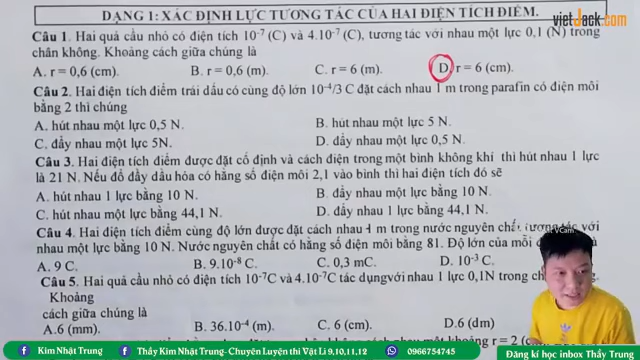 vietJack.com
DẠNG 1: XÁC ĐỊNH LỰC TƯƠNG TÁC CỦA HAI ĐIỆN TÍCH ĐIỂM.
Câu 1. Hai quả cầu nhỏ có điện tích 10⁻⁷ (C) và 4.10⁻⁷ (C), tương tác với nhau một lực 0,1 (N) trong
chân không. Khoảng cách giữa chúng là
A. r = 0,6 (cm). B. r = 0,6 (m). C. r = 6 (m). D. r = 6 (cm).
Câu 2. Hai điện tích điểm trái dấu có cùng độ lớn 10⁻⁴/3 C đặt cách nhau 1 m trong parafin có điện môi
bằng 2 thì chúng
A. hút nhau một lực 0,5 N. B. hút nhau một lực 5 N.
C. đẩy nhau một lực 5N. D. đẩy nhau một lực 0,5 N.
Câu 3. Hai điện tích điểm được đặt cố định và cách điện trong một bình không khí thì hút nhau 1 lực
là 21 N. Nếu đổ đầy dầu hỏa có hằng số điện môi 2,1 vào bình thì hai điện tích đó sẽ
A. hút nhau 1 lực bằng 10 N. B. đẩy nhau một lực bằng 10 N.
C. hút nhau một lực bằng 44,1 N. D. đẩy nhau 1 lực bằng 44,1 N.
Câu 4. Hai điện tích điểm cùng độ lớn được đặt cách nhau 1 m trong nước nguyên chất tương tác với
nhau một lực bằng 10 N. Nước nguyên chất có hằng số điện môi bằng 81. Độ lớn của mỗi
Cam
A. 9 C. B. 9.10⁻⁸ C. C. 0,3 mC. D. 10⁻³ C.
Câu 5. Hai quả cầu nhỏ có điện tích 10⁻⁷C và 4.10⁻⁷C tác dụngvới nhau 1 lực 0,1N trong
Khoảng
cách giữa chúng là
A.6 (mm). B. 36.10⁻⁴ (m). C. 6 (cm). D.6 (dm)
khoảng r = 2
Kim Nhật Trung Thầy Kim Nhật Trung- Chuyên Luyện thi Vật Lí 9,10,11,12 0966754745 Đăng kí học inbox Thầy Trung